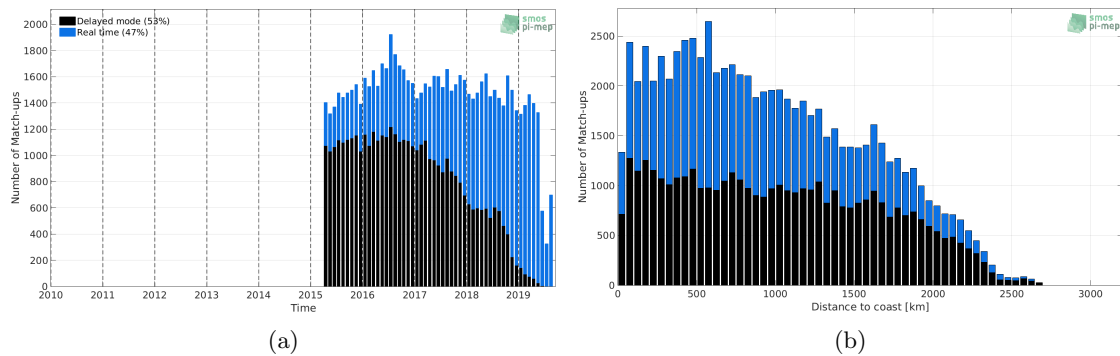 Delayed mode (53%)
Real time (47%)
smos
pi-mep
Number of Match-ups
2000
1800
1600
1400
1200
1000
800
600
400
200
0
2010 2011 2012 2013 2014 2015 2016 2017 2018 2019
Time
(a)
smos
pi-mep
Number of Match-ups
2500
2000
1500
1000
500
0
0 500 1000 1500 2000 2500 3000
Distance to coast [km]
(b)